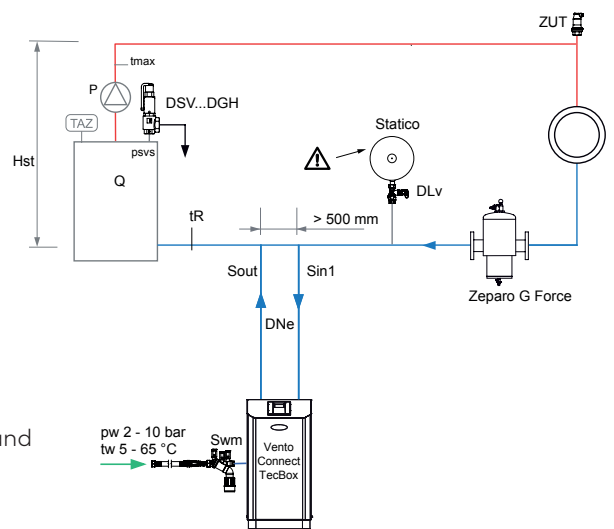 ZUT
tmax
P
DSV...DGH
TAZ
psvs
Statico
Hst
Q
DLv
tR
> 500 mm
Sout
Sin1
Zeparo G Force
DNe
und
pw 2 - 10 bar
tw 5 - 65 °C
Swm
Vento
Connect
TecBox